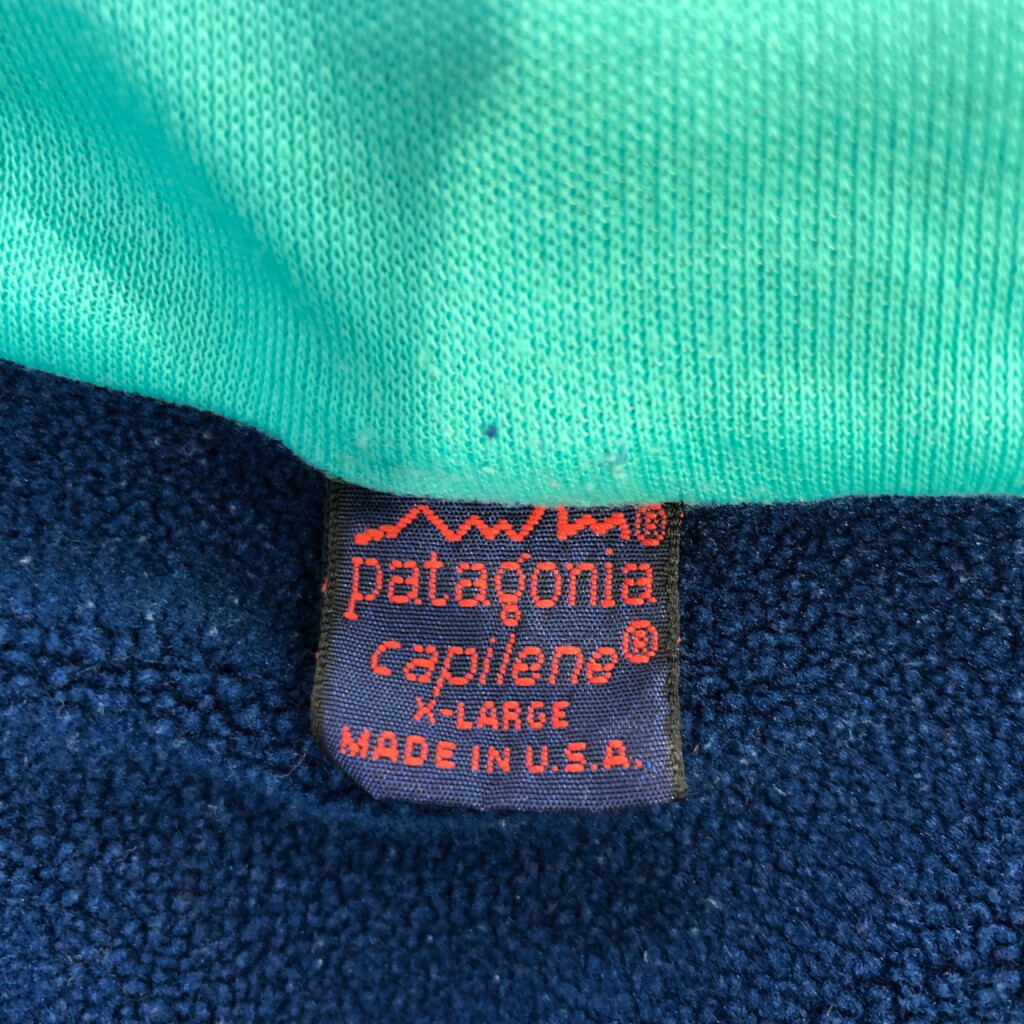 ®
patagonia
capilene®
X-LARGE
MADE IN U.S.A.